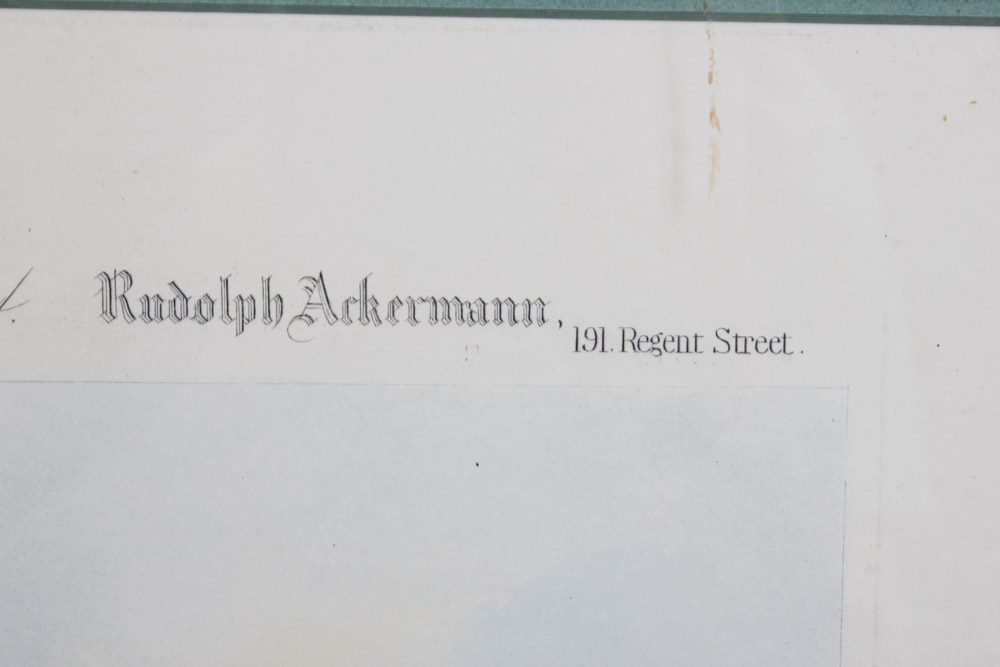 Rudolph Ackermann, 191. Regent Street.